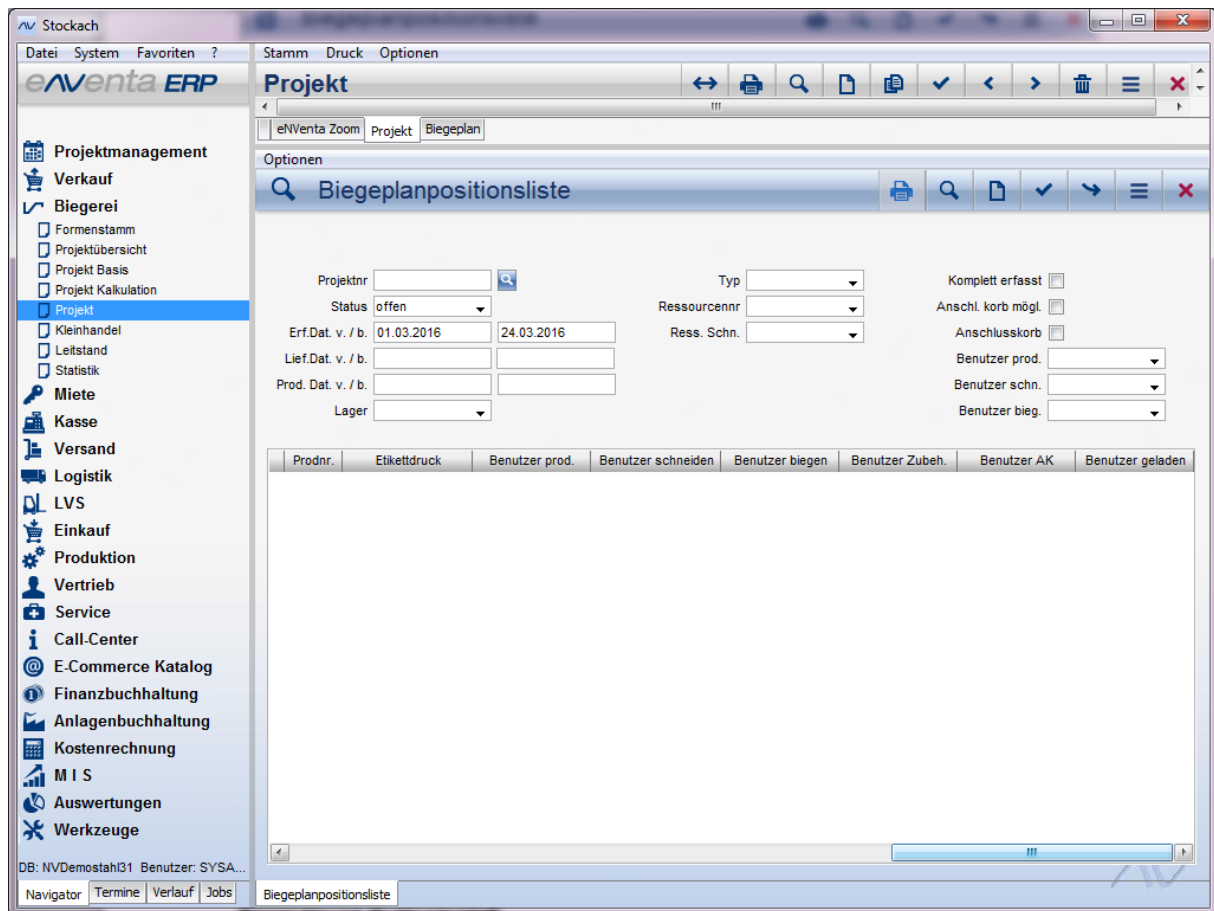 Stockach
Biegeplanpositionsliste
Datei System Favoriten ?
Stamm Druck Optionen
eNVenta ERP
Projekt
eNVenta Zoom Projekt Biegeplan
Optionen
Biegeplanpositionsliste
Projektmanagement
Verkauf
Biegerei
Formenstamm
Projektübersicht
Projekt Basis
Projekt Kalkulation
Projekt
Kleinhandel
Leitstand
Statistik
Miete
Kasse
Versand
Logistik
LVS
Einkauf
Produktion
Vertrieb
Service
Call-Center
E-Commerce Katalog
Finanzbuchhaltung
Anlagenbuchhaltung
Kostenrechnung
M I S
Auswertungen
Werkzeuge
DB: NVDemostahl31 Benutzer: SYSA...
Navigator Termine Verlauf Jobs
Projektnr Typ Komplett erfasst
Status offen Ressourcennr Anschl. korb mögl.
Erf.Dat. v. / b. 01.03.2016 24.03.2016 Ress. Schn. Anschlusskorb
Lief.Dat. v. / b. Benutzer prod.
Prod. Dat. v. / b. Benutzer schn.
Lager Benutzer bieg.
Prodnr. Etikettdruck Benutzer prod. Benutzer schneiden Benutzer biegen Benutzer Zubeh. Benutzer AK Benutzer geladen
Biegeplanpositionsliste